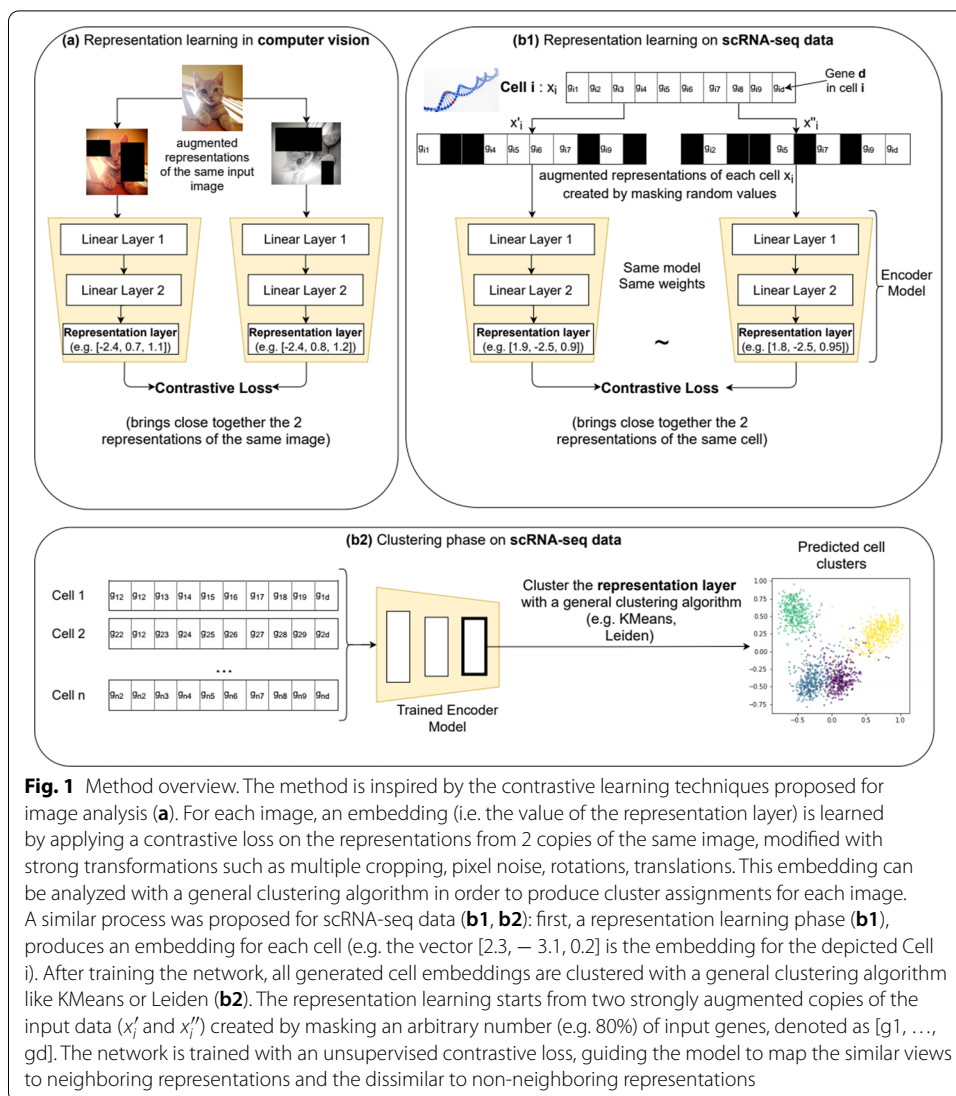 (a) Representation learning in computer vision
augmented
representations
of the same input
image
Linear Layer 1
Linear Layer 1
Linear Layer 2
Linear Layer 2
Representation layer
(e.g. [-2.4, 0.7, 1.1])
Representation layer
(e.g. [-2.4, 0.8, 1.2])
Contrastive Loss
(brings close together the 2
representations of the same image)
(b1) Representation learning on scRNA-seq data
Cell i : xi
gi1 gi2 gi3 gi4 gi5 gi6 gi7 gi8 gi9 gid
Gene d
in cell i
x'i
x''i
gi1 gi4 gi5 gi6 gi7 gi9
gi2 gi5 gi7 gi9 gid
augmented representations of each cell xi
created by masking random values
Linear Layer 1
Linear Layer 1
Linear Layer 2
Same model
Same weights
Linear Layer 2
Encoder
Model
Representation layer
(e.g. [1.9, -2.5, 0.9])
~
Representation layer
(e.g. [1.8, -2.5, 0.95])
Contrastive Loss
(brings close together the 2
representations of the same cell)
(b2) Clustering phase on scRNA-seq data
Cell 1
g12 g12 g13 g14 g15 g16 g17 g18 g19 g1d
Cell 2
g22 g12 g23 g24 g25 g26 g27 g28 g29 g2d
...
Cell n
gn2 gn2 gn3 gn4 gn5 gn6 gn7 gn8 gn9 gnd
Trained Encoder
Model
Cluster the representation layer
with a general clustering algorithm
(e.g. KMeans,
Leiden)
Predicted cell
clusters
1.00
0.75
0.50
0.25
0.00
-0.25
-0.50
-0.75
-0.5 0.0 0.5 1.0
Fig. 1 Method overview. The method is inspired by the contrastive learning techniques proposed for
image analysis (a). For each image, an embedding (i.e. the value of the representation layer) is learned
by applying a contrastive loss on the representations from 2 copies of the same image, modified with
strong transformations such as multiple cropping, pixel noise, rotations, translations. This embedding can
be analyzed with a general clustering algorithm in order to produce cluster assignments for each image.
A similar process was proposed for scRNA-seq data (b1, b2): first, a representation learning phase (b1),
produces an embedding for each cell (e.g. the vector [2.3, − 3.1, 0.2] is the embedding for the depicted Cell
i). After training the network, all generated cell embeddings are clustered with a general clustering algorithm
like KMeans or Leiden (b2). The representation learning starts from two strongly augmented copies of the
input data (x′i and x′′i) created by masking an arbitrary number (e.g. 80%) of input genes, denoted as [g1, …,
gd]. The network is trained with an unsupervised contrastive loss, guiding the model to map the similar views
to neighboring representations and the dissimilar to non-neighboring representations